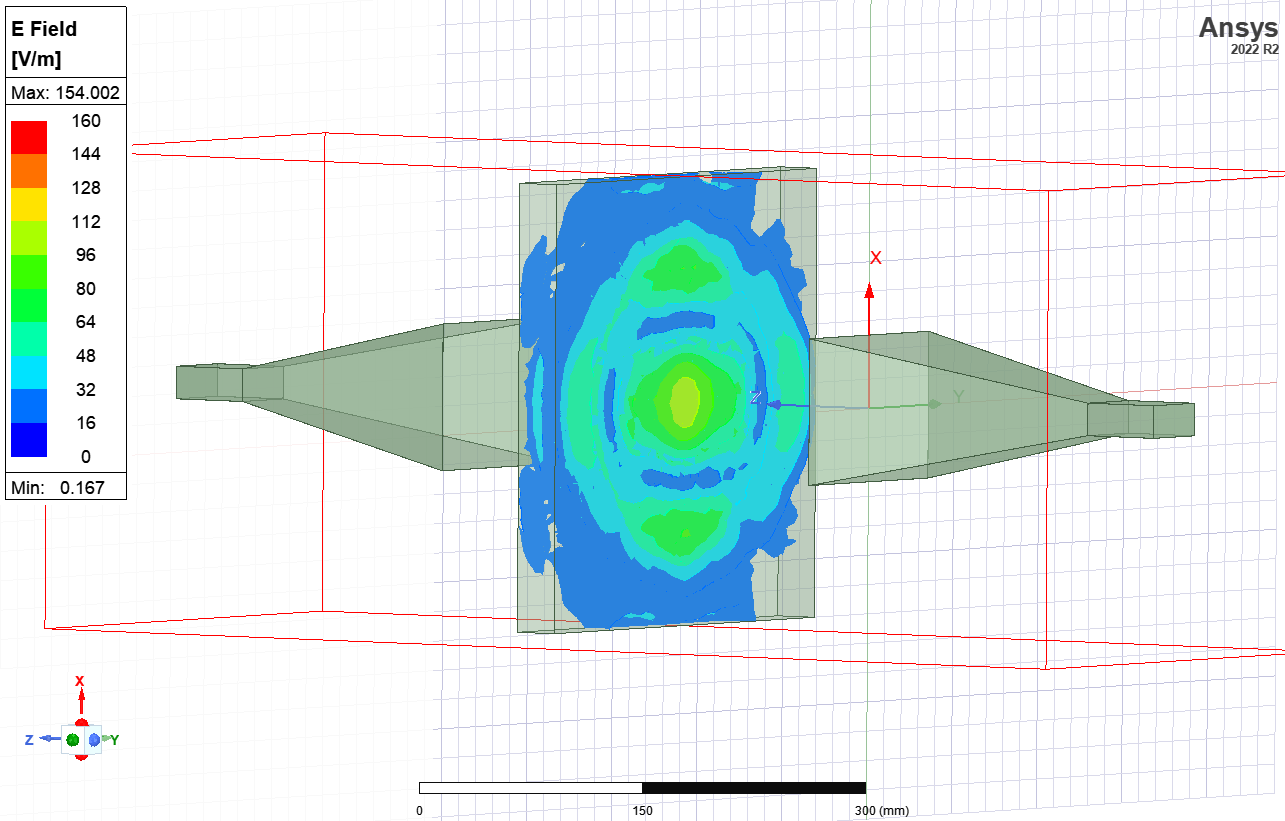 E Field
[V/m]
Max: 154.002
160
144
128
112
96
80
64
48
32
16
0
Min: 0.167
Ansys
2022 R2
X
Z
Y
X
Z
Y
0
150
300 (mm)